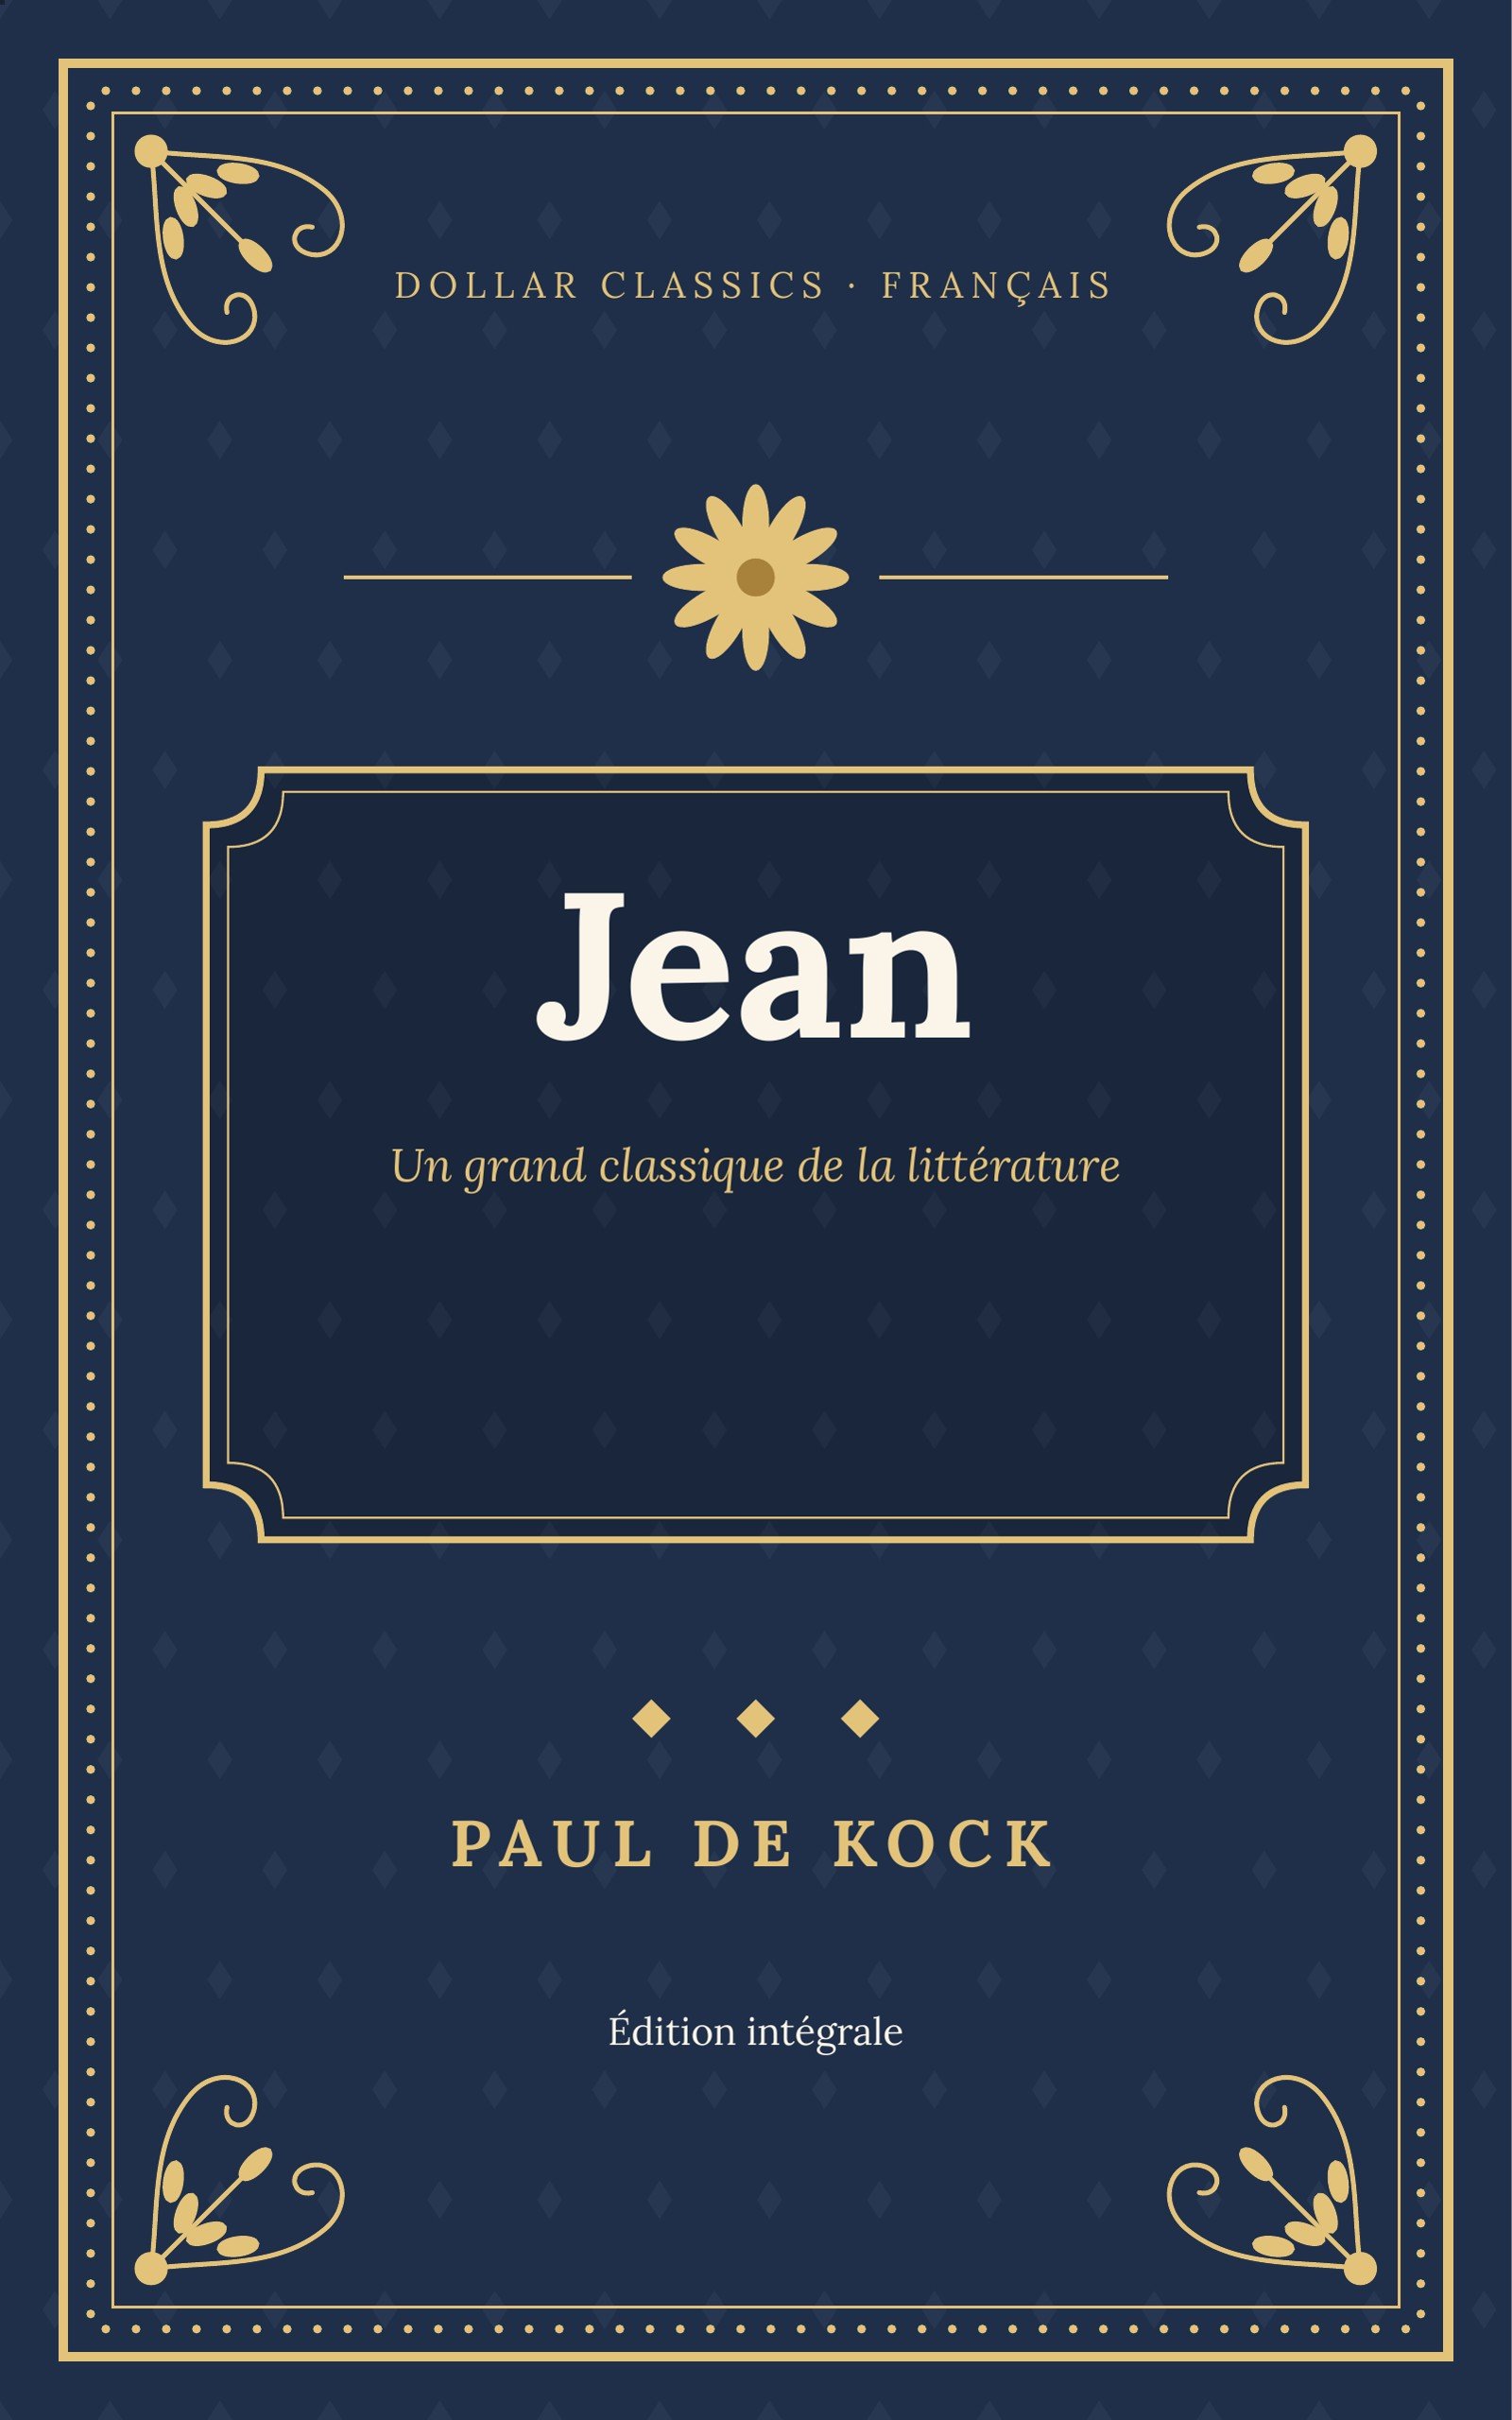 DOLLAR CLASSICS · FRANÇAIS
Jean
Un grand classique de la littérature
PAUL DE KOCK
Édition intégrale